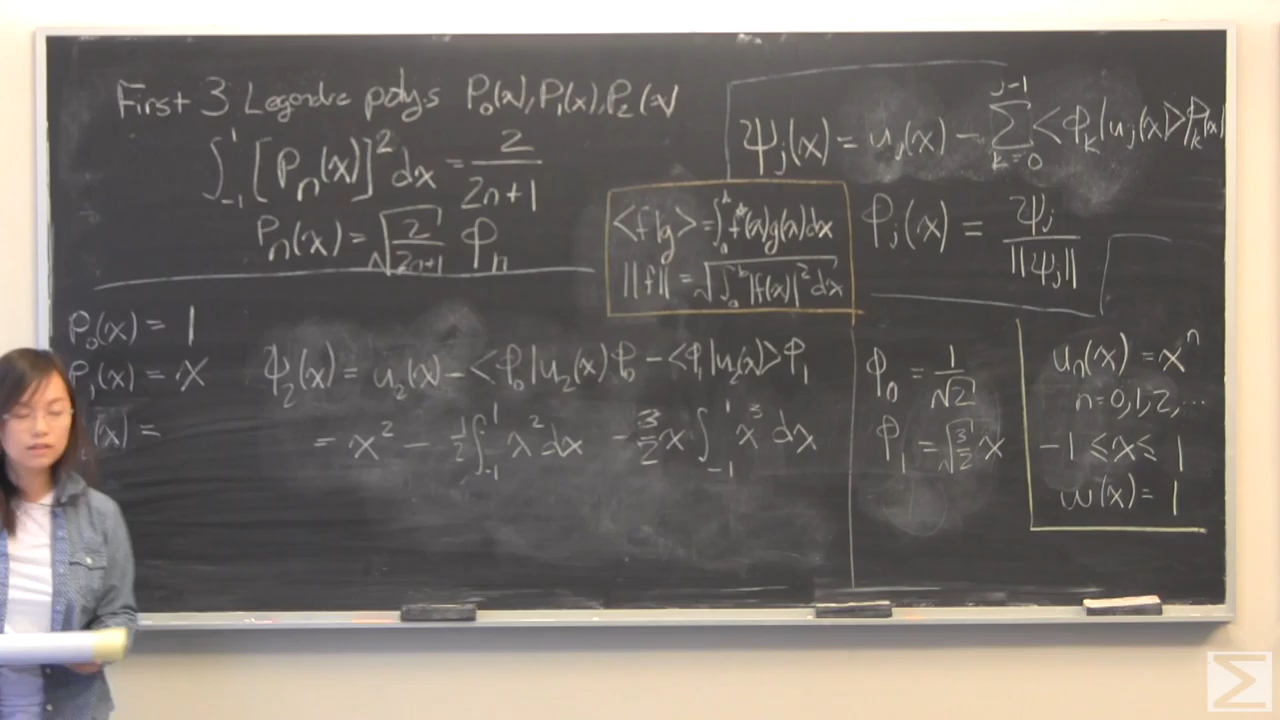 First 3 Legendre polys P₀(x), P₁(x), P₂(x)
∫₋₁¹ [Pₙ(x)]² dx = 2/(2n+1)
Pₙ(x) = √(2/(2n+1)) φₙ
ψⱼ(x) = uⱼ(x) − Σₖ₌₀ʲ⁻¹ <φₖ|uⱼ(x)>φₖ(x)
<f|g> = ∫ₐᵇ f*(x)g(x)dx
||f|| = √(∫ₐᵇ |f(x)|² dx)
φⱼ(x) = ψⱼ/||ψⱼ||
P₀(x) = 1
P₁(x) = x
(x) =
ψ₂(x) = u₂(x) − <φ₀|u₂(x)φ₀ − <φ₁|u₂(x)>φ₁
= x² − 1/2 ∫₋₁¹ x² dx − 3/2 x ∫₋₁¹ x³ dx
φ₀ = 1/√2
φ₁ = √(3/2) x
uₙ(x) = xⁿ
n = 0,1,2,...
−1 ≤ x ≤ 1
w(x) = 1
Σ